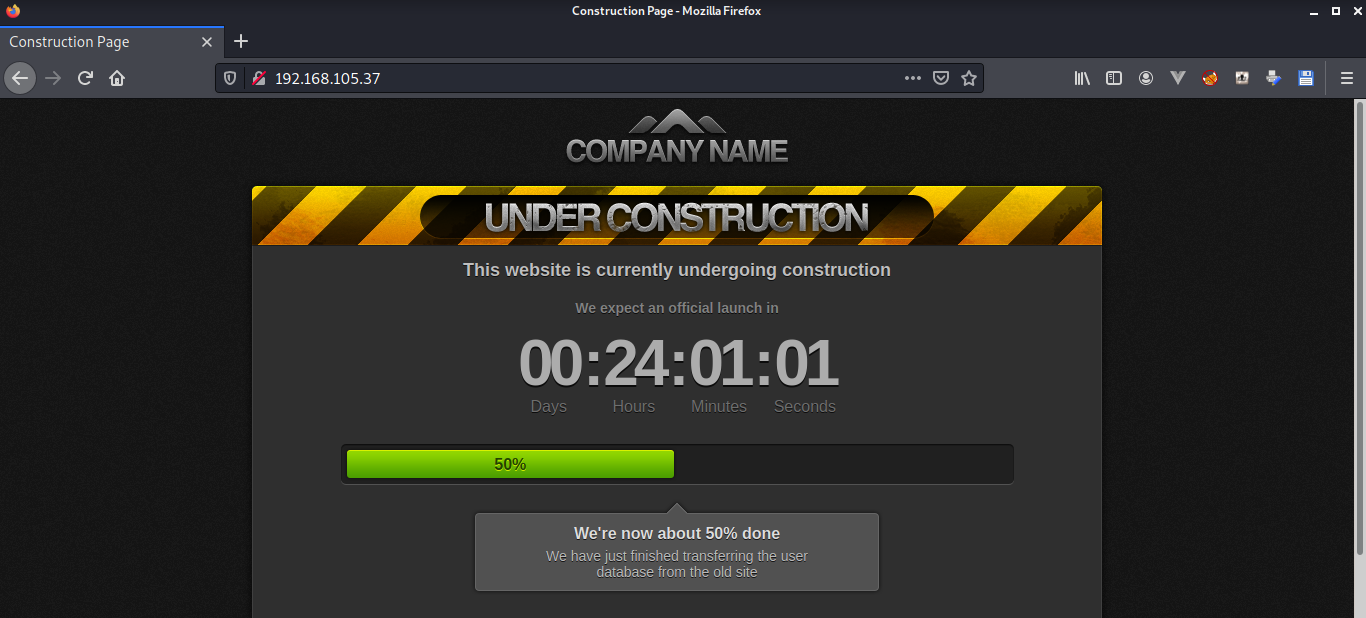 Construction Page - Mozilla Firefox
Construction Page
192.168.105.37
COMPANY NAME
UNDER CONSTRUCTION
This website is currently undergoing construction
We expect an official launch in
00:24:01:01
Days Hours Minutes Seconds
50%
We're now about 50% done
We have just finished transferring the user
database from the old site